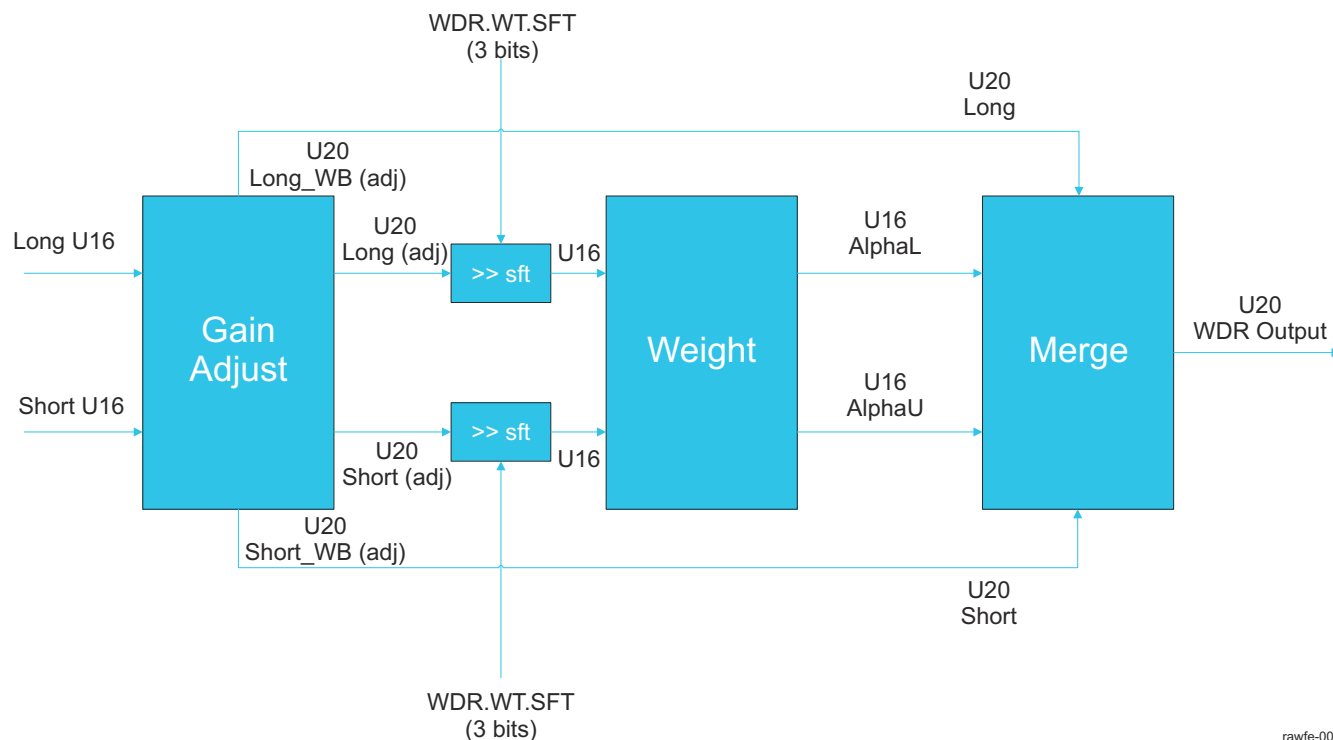 WDR.WT.SFT
(3 bits)
U20
Long
U20
Long_WB (adj)
Long U16
U20
Long (adj)
>> sft
U16
U16
AlphaL
Gain
Adjust
Weight
Merge
U20
WDR Output
Short U16
U20
Short (adj)
>> sft
U16
U16
AlphaU
U20
Short_WB (adj)
U20
Short
WDR.WT.SFT
(3 bits)
rawfe-00